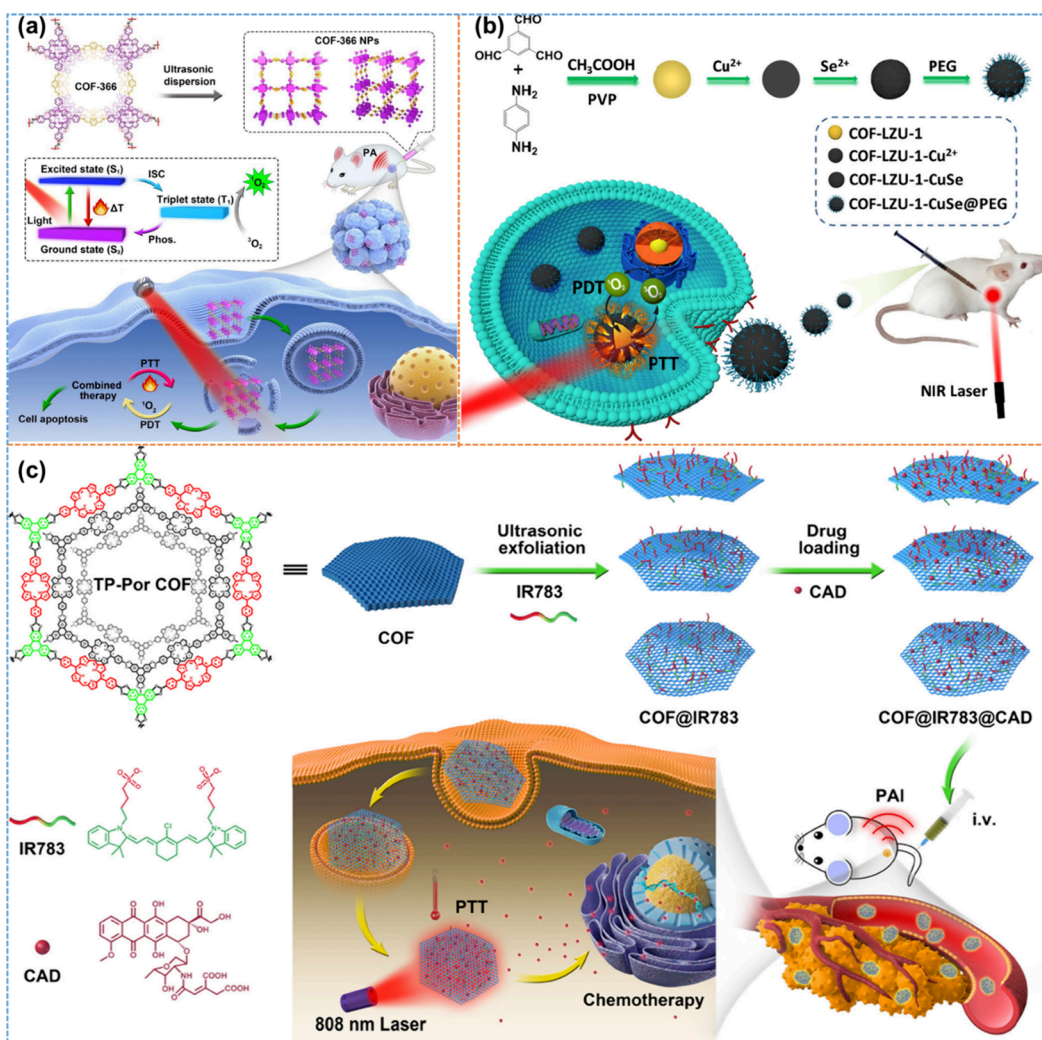 (a)
COF-366
Ultrasonic
dispersion
COF-366 NPs
PA
Excited state (S₁)
ISC
¹O₂
Triplet state (T₁)
ΔT
Light
Phos.
³O₂
Ground state (S₀)
PTT
Combined
therapy
¹O₂
Cell apoptosis
PDT
(b)
CHO
CHO
CHO
+
NH₂
NH₂
CH₃COOH
PVP
Cu²⁺
Se²⁺
PEG
COF-LZU-1
COF-LZU-1-Cu²⁺
COF-LZU-1-CuSe
COF-LZU-1-CuSe@PEG
PDT
PTT
NIR Laser
(c)
TP-Por COF
COF
Ultrasonic
exfoliation
IR783
Drug
loading
CAD
COF@IR783
COF@IR783@CAD
IR783
CAD
PTT
808 nm Laser
Chemotherapy
PAI
i.v.